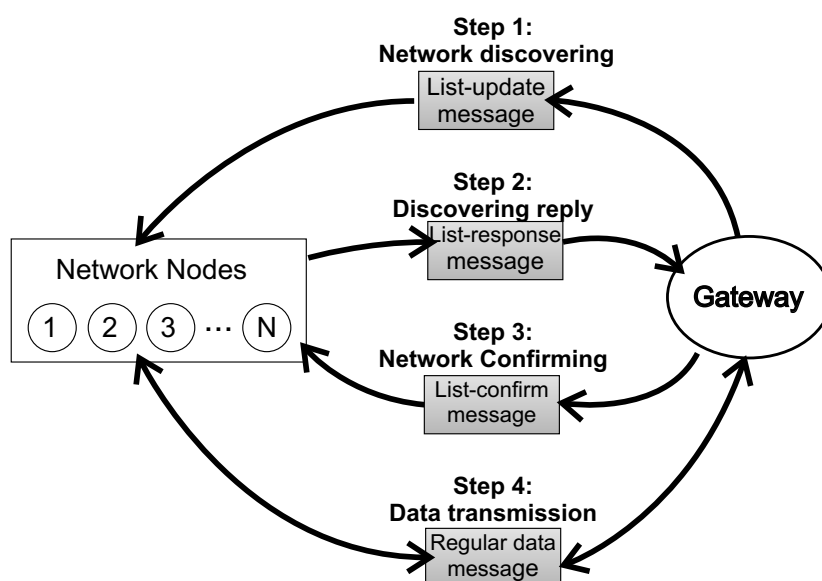 Step 1:
Network discovering
List-update
message
Step 2:
Discovering reply
List-response
message
Network Nodes
1 2 3 ... N
Gateway
Step 3:
Network Confirming
List-confirm
message
Step 4:
Data transmission
Regular data
message